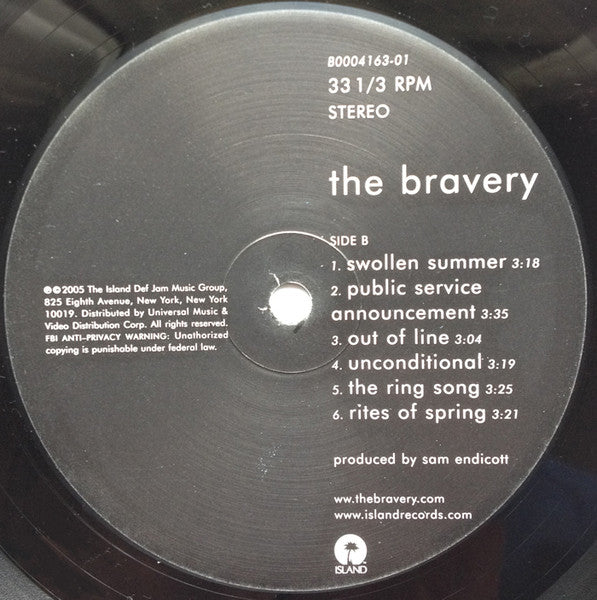 B0004163-01
33 1/3 RPM
STEREO
the bravery
SIDE B
1. swollen summer 3:18
2. public service
announcement 3:35
3. out of line 3:04
4. unconditional 3:19
5. the ring song 3:25
6. rites of spring 3:21
produced by sam endicott
ww.thebravery.com
www.islandrecords.com
ISLAND
℗©2005 The Island Def Jam Music Group,
825 Eighth Avenue, New York, New York
10019. Distributed by Universal Music &
Video Distribution Corp. All rights reserved.
FBI ANTI–PRIVACY WARNING: Unathorized
copying is punishable under federal law.